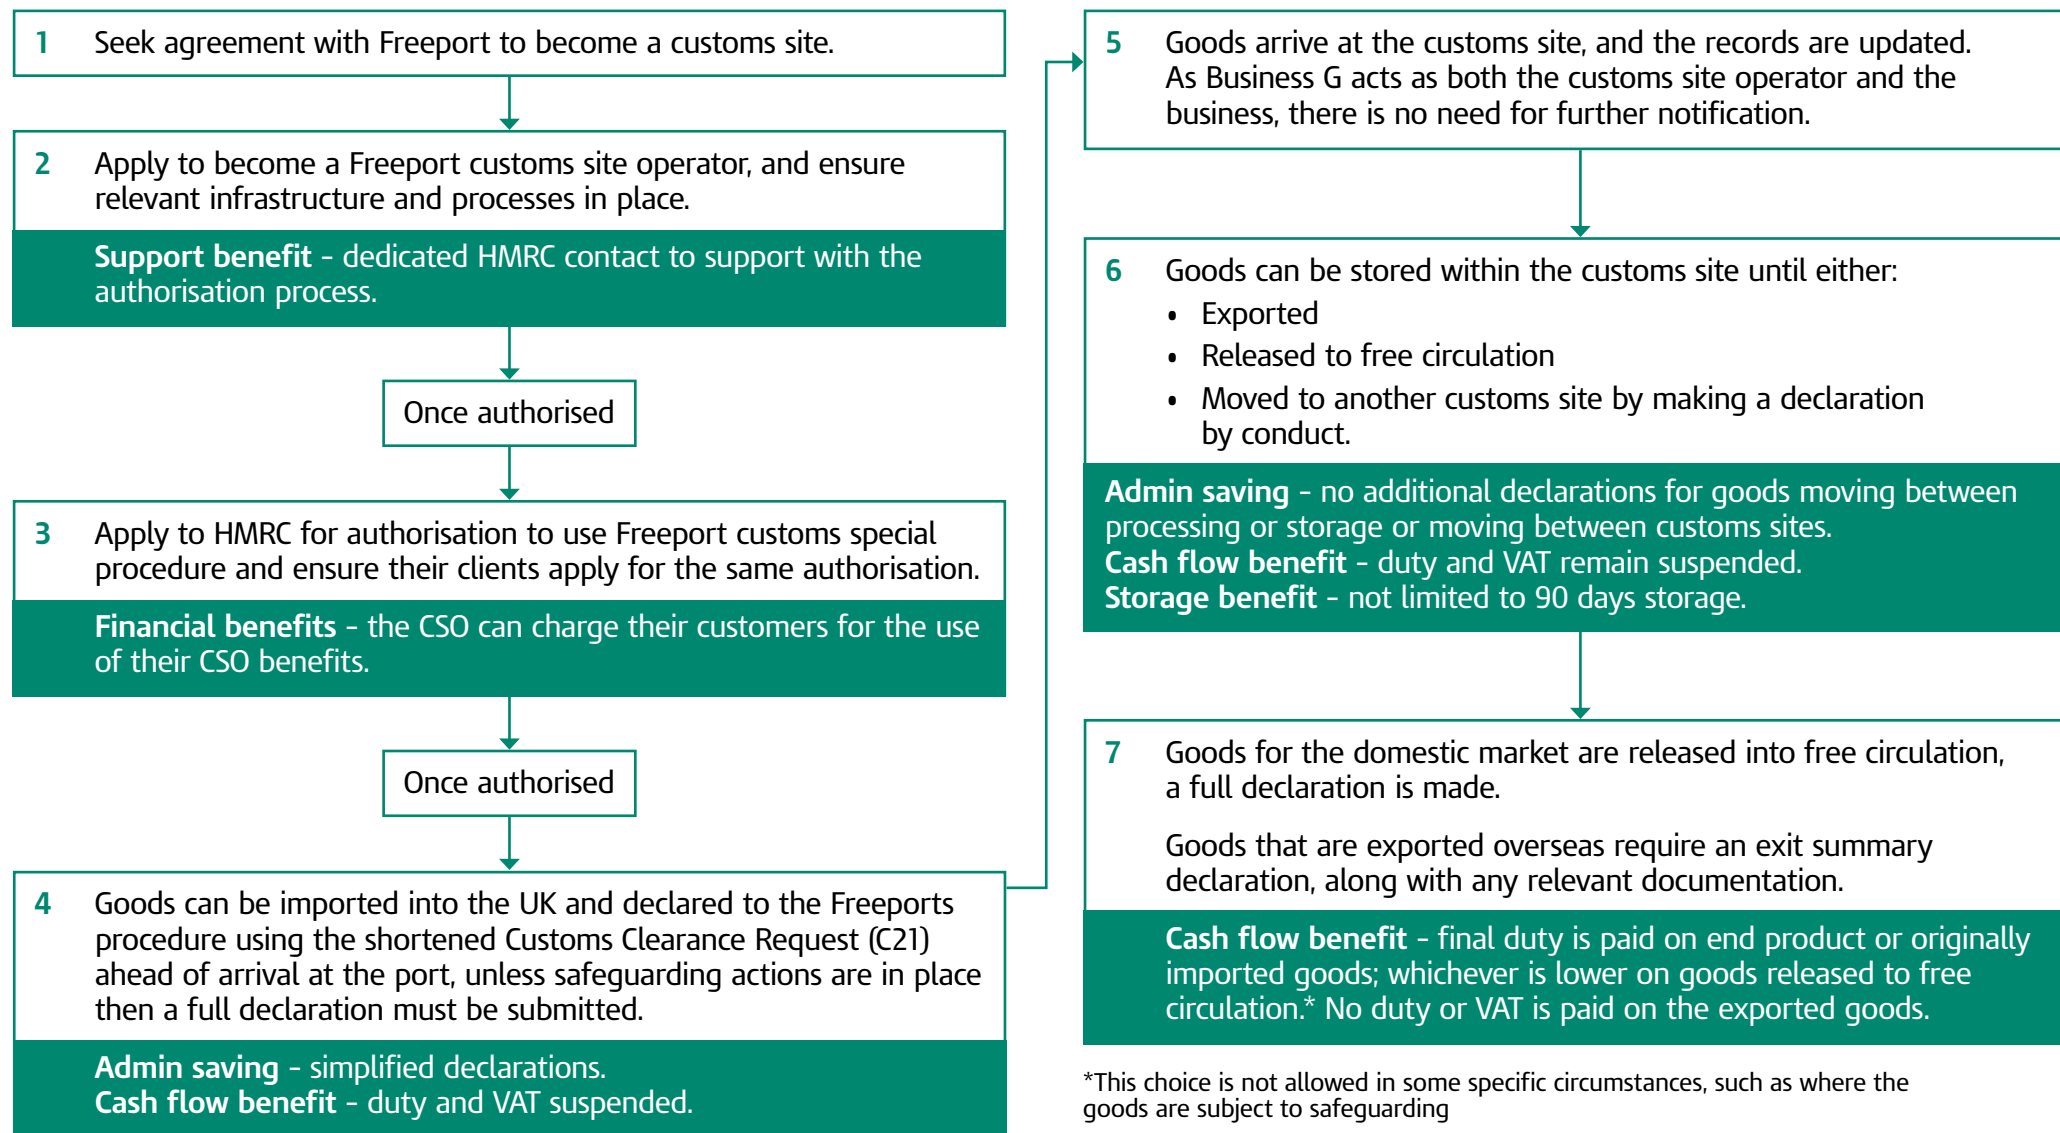 1 Seek agreement with Freeport to become a customs site.
2 Apply to become a Freeport customs site operator, and ensure
relevant infrastructure and processes in place.
Support benefit – dedicated HMRC contact to support with the
authorisation process.
Once authorised
3 Apply to HMRC for authorisation to use Freeport customs special
procedure and ensure their clients apply for the same authorisation.
Financial benefits – the CSO can charge their customers for the use
of their CSO benefits.
Once authorised
4 Goods can be imported into the UK and declared to the Freeports
procedure using the shortened Customs Clearance Request (C21)
ahead of arrival at the port, unless safeguarding actions are in place
then a full declaration must be submitted.
Admin saving – simplified declarations.
Cash flow benefit – duty and VAT suspended.
5 Goods arrive at the customs site, and the records are updated.
As Business G acts as both the customs site operator and the
business, there is no need for further notification.
6 Goods can be stored within the customs site until either:
• Exported
• Released to free circulation
• Moved to another customs site by making a declaration
by conduct.
Admin saving – no additional declarations for goods moving between
processing or storage or moving between customs sites.
Cash flow benefit – duty and VAT remain suspended.
Storage benefit – not limited to 90 days storage.
7 Goods for the domestic market are released into free circulation,
a full declaration is made.
Goods that are exported overseas require an exit summary
declaration, along with any relevant documentation.
Cash flow benefit – final duty is paid on end product or originally
imported goods; whichever is lower on goods released to free
circulation.* No duty or VAT is paid on the exported goods.
*This choice is not allowed in some specific circumstances, such as where the
goods are subject to safeguarding